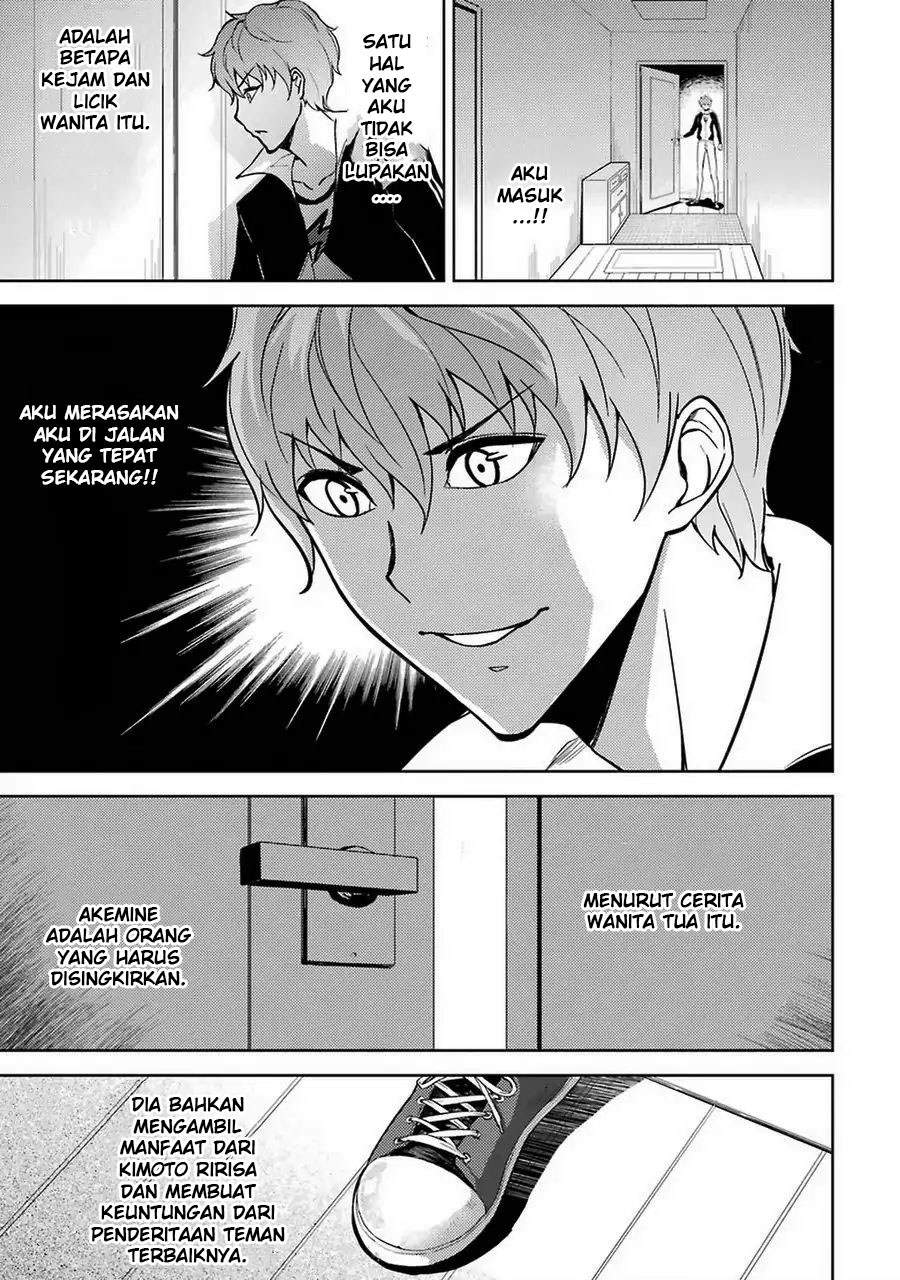 AKU
MASUK
...!!
SATU
HAL
YANG
AKU
TIDAK
BISA
LUPAKAN
....
ADALAH
BETAPA
KEJAM DAN
LICIK
WANITA ITU.
AKU MERASAKAN
AKU DI JALAN
YANG TEPAT
SEKARANG!!
MENURUT CERITA
WANITA TUA ITU.
AKEMINE
ADALAH ORANG
YANG HARUS
DISINGKIRKAN.
DIA BAHKAN
MENGAMBIL
MANFAAT DARI
KIMOTO RIRISA
DAN MEMBUAT
KEUNTUNGAN DARI
PENDERITAAN TEMAN
TERBAIKNYA.